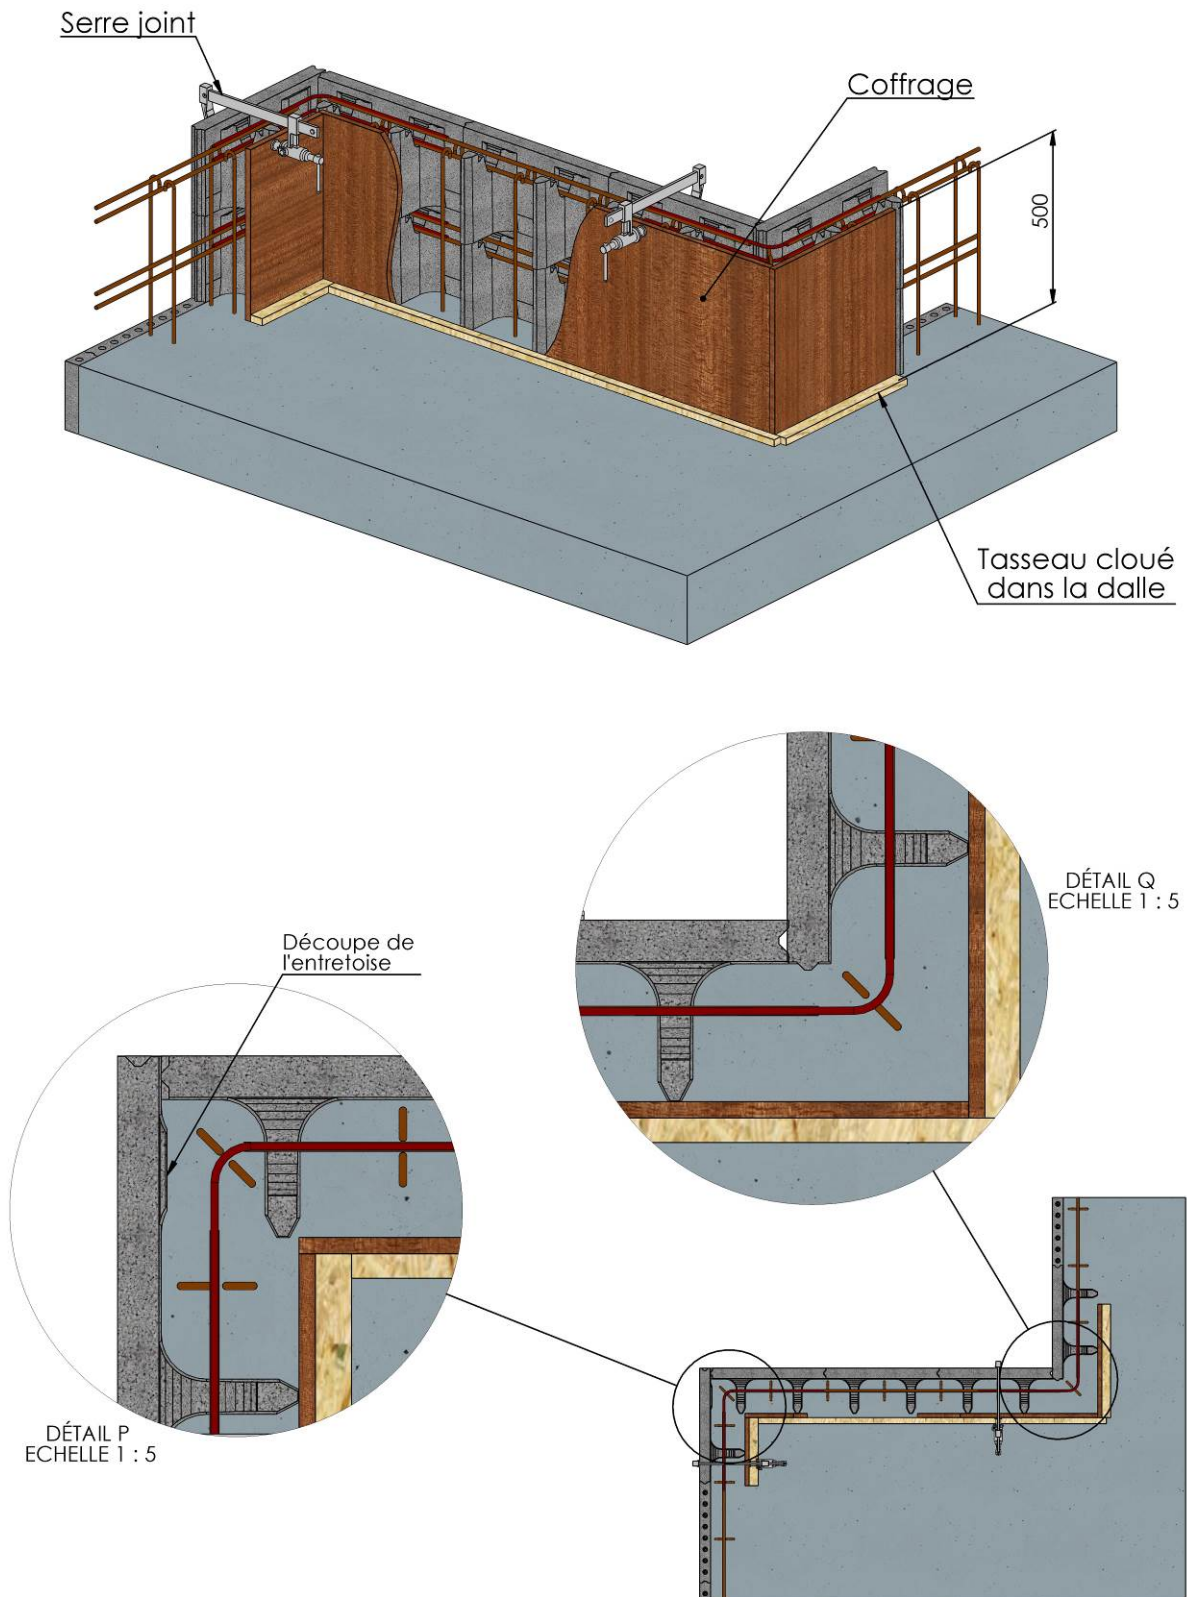 Serre joint
Coffrage
500
Tasseau cloué
dans la dalle
DÉTAIL Q
ECHELLE 1 : 5
Découpe de
l'entretoise
DÉTAIL P
ECHELLE 1 : 5